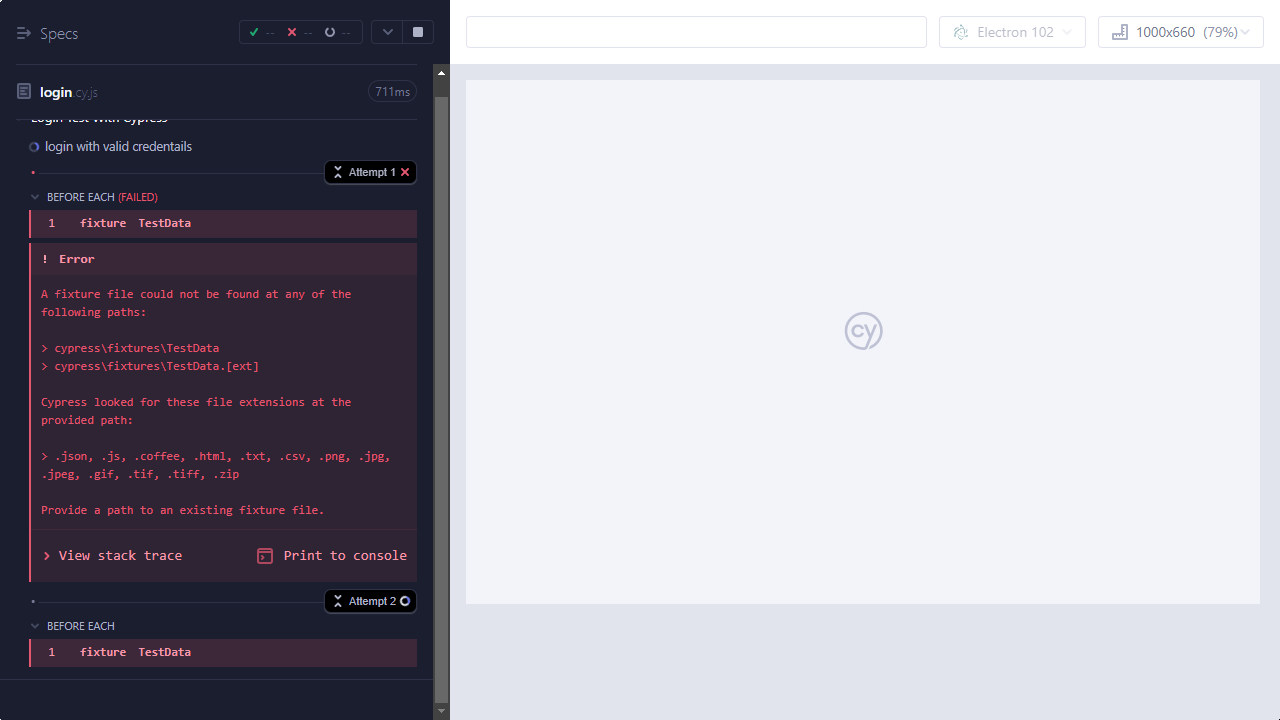 Specs
-- -- --
Electron 102
1000x660 (79%)
login.cy.js
711ms
Login Test With Cypress
login with valid credentails
Attempt 1
BEFORE EACH (FAILED)
1 fixture TestData
! Error
A fixture file could not be found at any of the
following paths:
> cypress\fixtures\TestData
> cypress\fixtures\TestData.[ext]
Cypress looked for these file extensions at the
provided path:
> .json, .js, .coffee, .html, .txt, .csv, .png, .jpg,
.jpeg, .gif, .tif, .tiff, .zip
Provide a path to an existing fixture file.
> View stack trace
Print to console
Attempt 2
BEFORE EACH
1 fixture TestData
cy